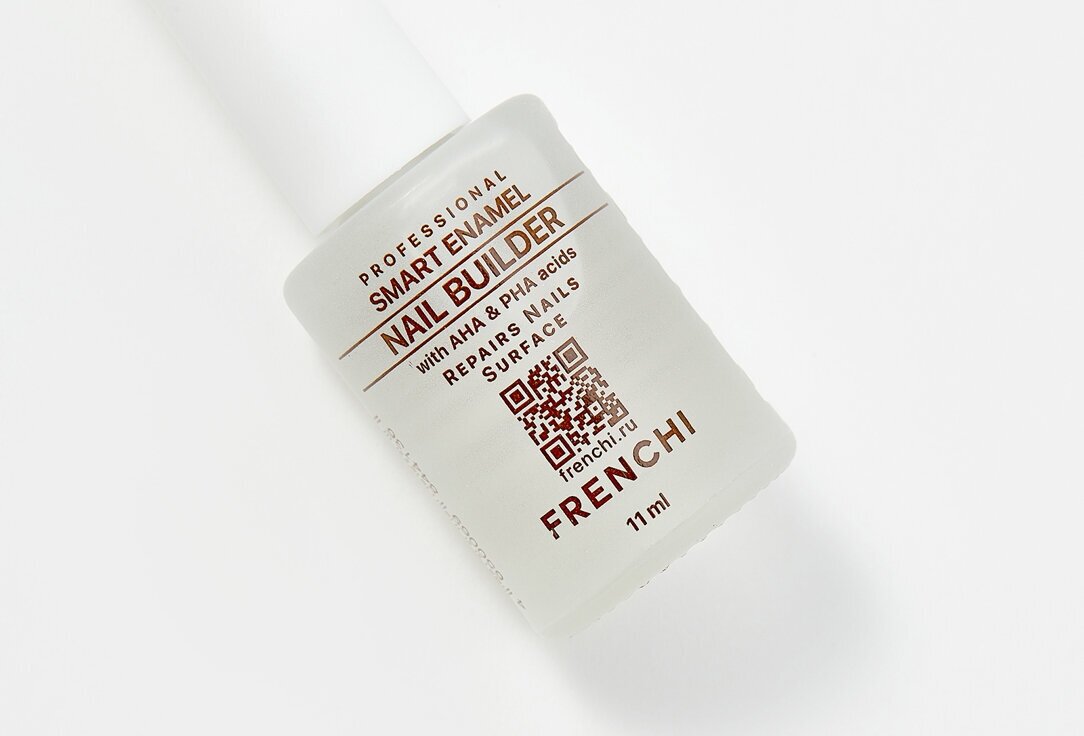 PROFESSIONAL
SMART ENAMEL
NAIL BUILDER
with AHA & PHA acids
REPAIRS NAILS
SURFACE
frenchi.ru
FRENCHI
11 ml